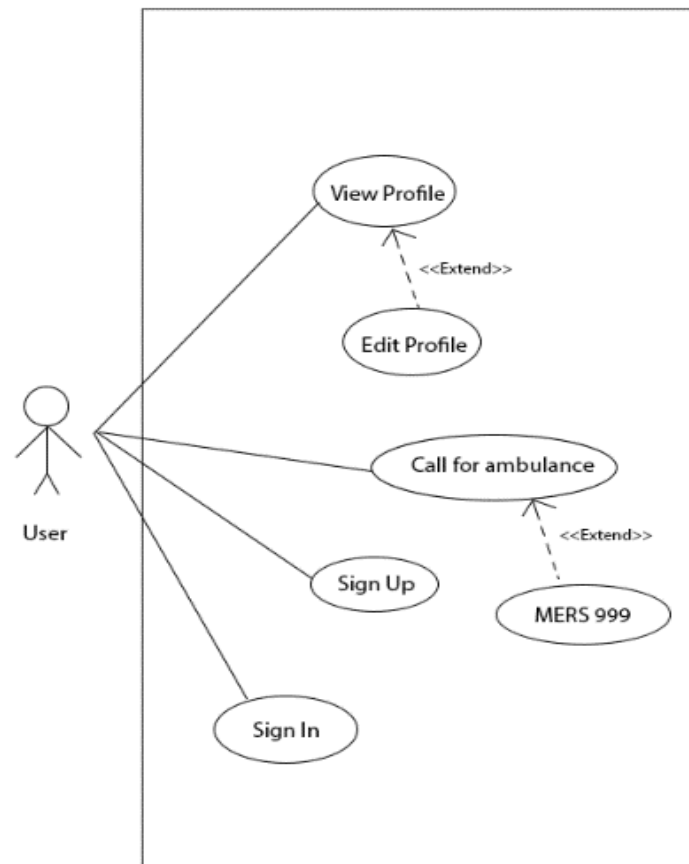 View Profile
<<Extend>>
Edit Profile
Call for ambulance
User
<<Extend>>
Sign Up
MERS 999
Sign In